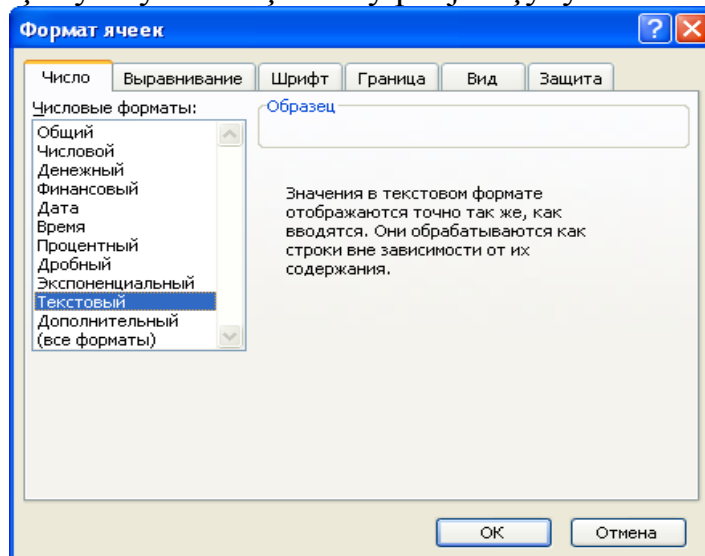 Формат ячеек
Число Выравнивание Шрифт Граница Вид Защита
Числовые форматы:
Образец
Общий
Числовой
Денежный
Финансовый
Дата
Время
Процентный
Дробный
Экспоненциальный
Текстовый
Дополнительный
(все форматы)
Значения в текстовом формате
отображаются точно так же, как
вводятся. Они обрабатываются как
строки вне зависимости от их
содержания.
ОК Отмена